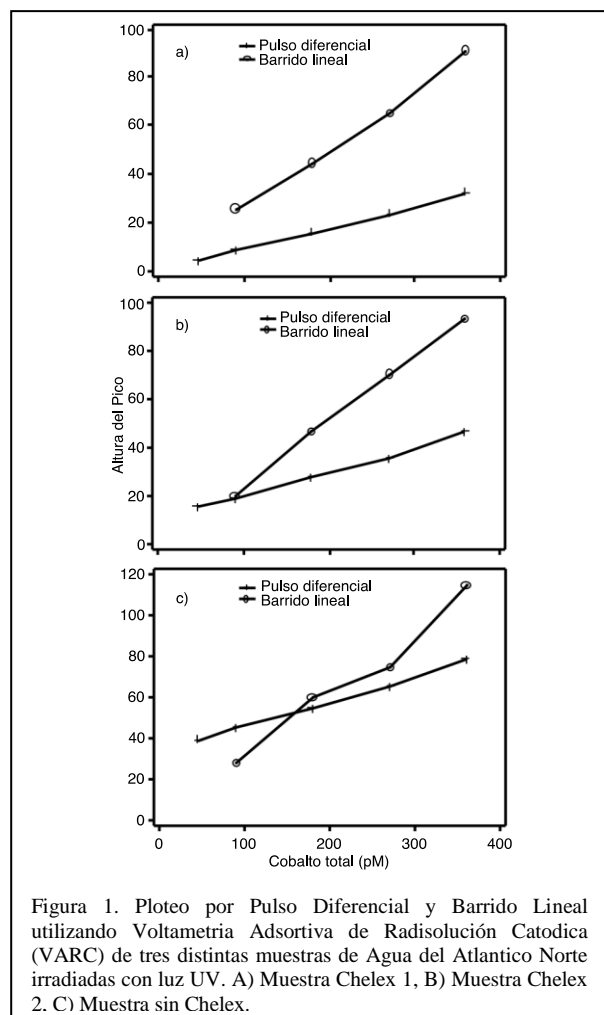 a)
Pulso diferencial
Barrido lineal
100
80
60
40
20
0
b)
Pulso diferencial
Barrido lineal
100
80
60
40
20
0
Altura del Pico
c)
Pulso diferencial
Barrido lineal
120
100
80
60
40
20
0
0 100 200 300 400
Cobalto total (pM)
Figura 1. Ploteo por Pulso Diferencial y Barrido Lineal
utilizando Voltametria Adsortiva de Radisolución Catodica
(VARC) de tres distintas muestras de Agua del Atlantico Norte
irradiadas con luz UV. A) Muestra Chelex 1, B) Muestra Chelex
2, C) Muestra sin Chelex.